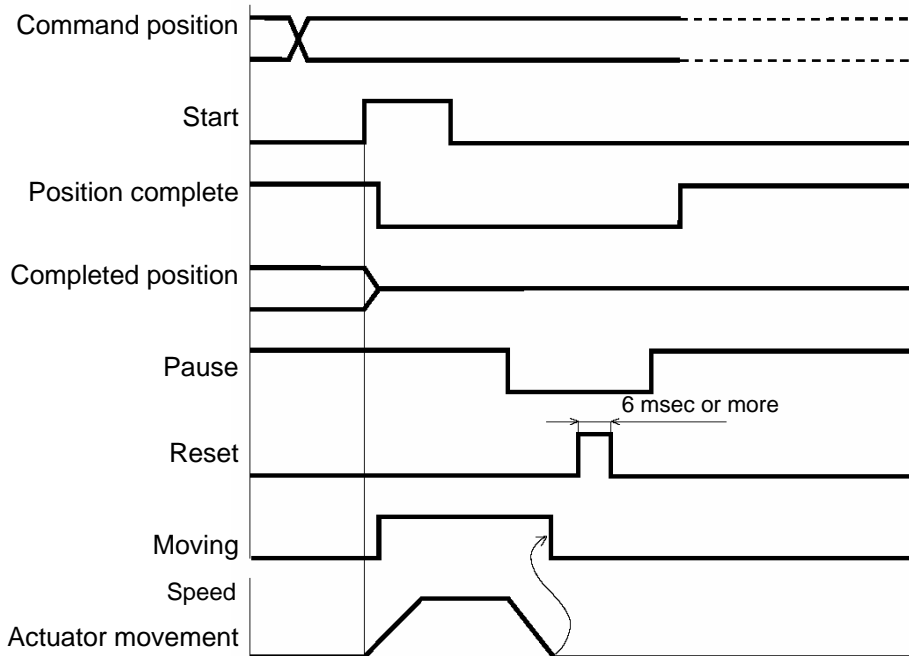 Command position
Start
Position complete
Completed position
Pause
6 msec or more
Reset
Moving
Speed
Actuator movement